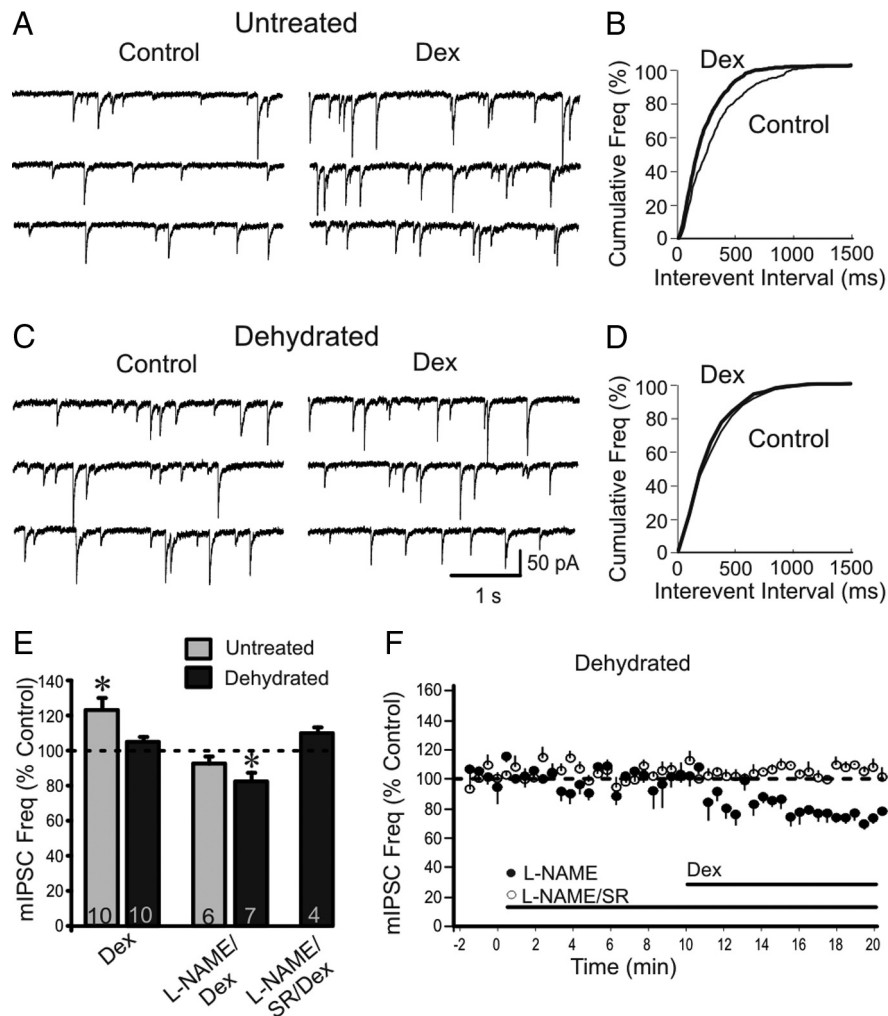 A
Untreated
Control
Dex
B
Cumulative Freq (%)
100
80
60
40
20
0
Dex
Control
0 500 1000 1500
Interevent Interval (ms)
C
Dehydrated
Control
Dex
50 pA
1 s
D
Cumulative Freq (%)
100
80
60
40
20
0
Dex
Control
0 500 1000 1500
Interevent Interval (ms)
E
Untreated
Dehydrated
mIPSC Freq (% Control)
140
120
100
80
60
40
20
0
*
*
10 10 6 7 4
Dex
L-NAME/
Dex
L-NAME/
SR/Dex
F
Dehydrated
mIPSC Freq (% Control)
160
140
120
100
80
60
40
20
0
L-NAME
L-NAME/SR
Dex
-2 0 2 4 6 8 10 12 14 16 18 20
Time (min)